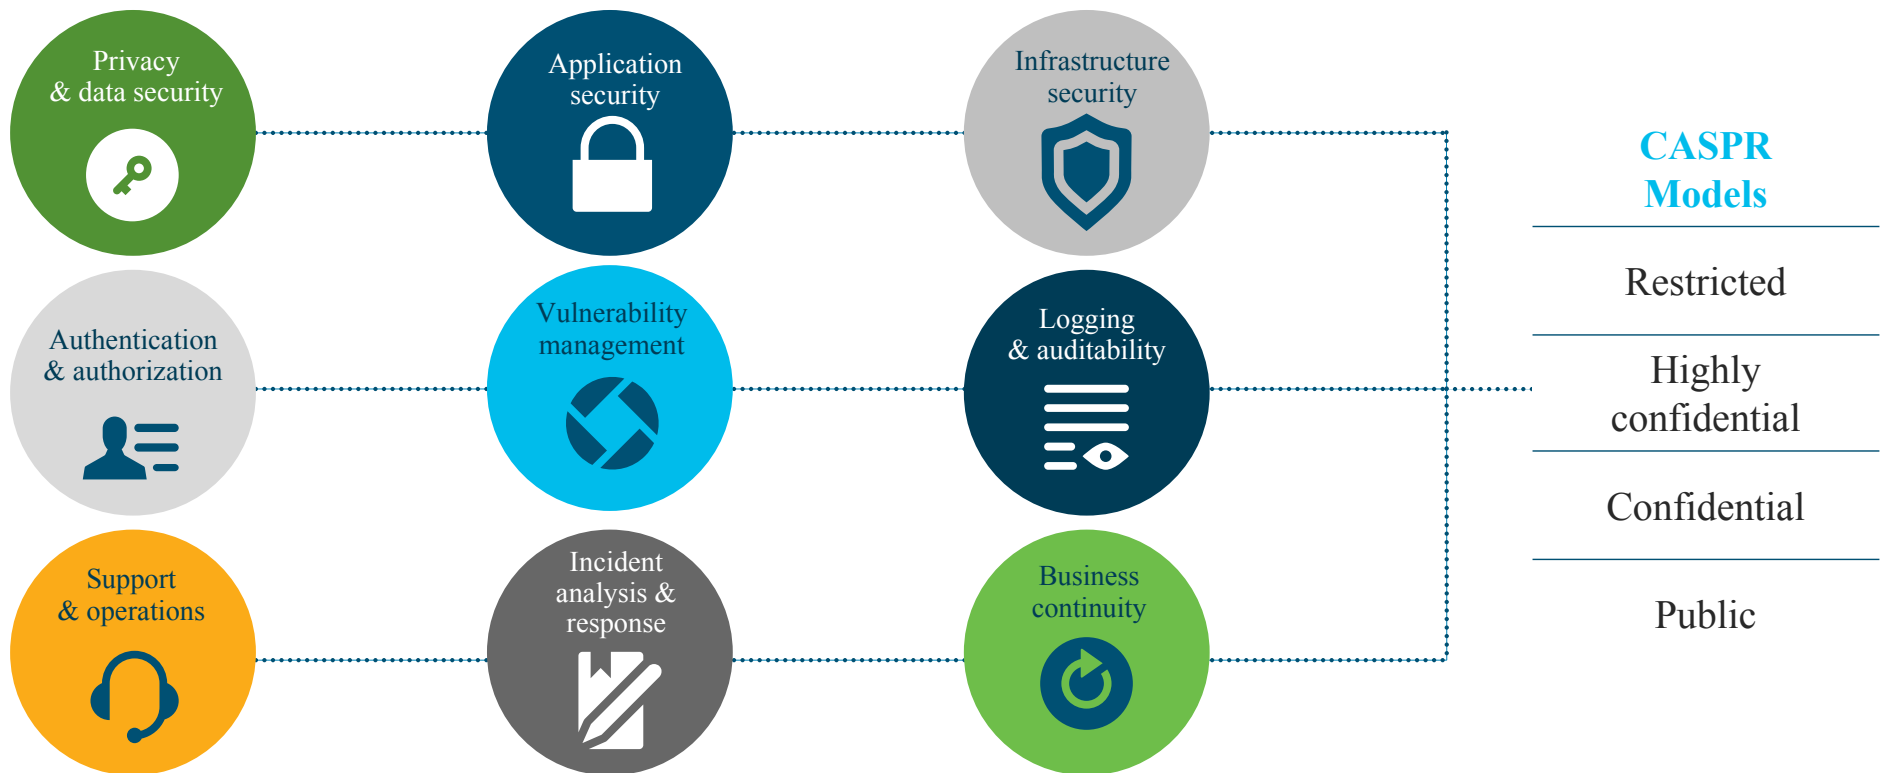 Privacy
& data security
Application
security
Infrastructure
security
Authentication
& authorization
Vulnerability
management
Logging
& auditability
Support
& operations
Incident
analysis &
response
Business
continuity
CASPR
Models
Restricted
Highly
confidential
Confidential
Public